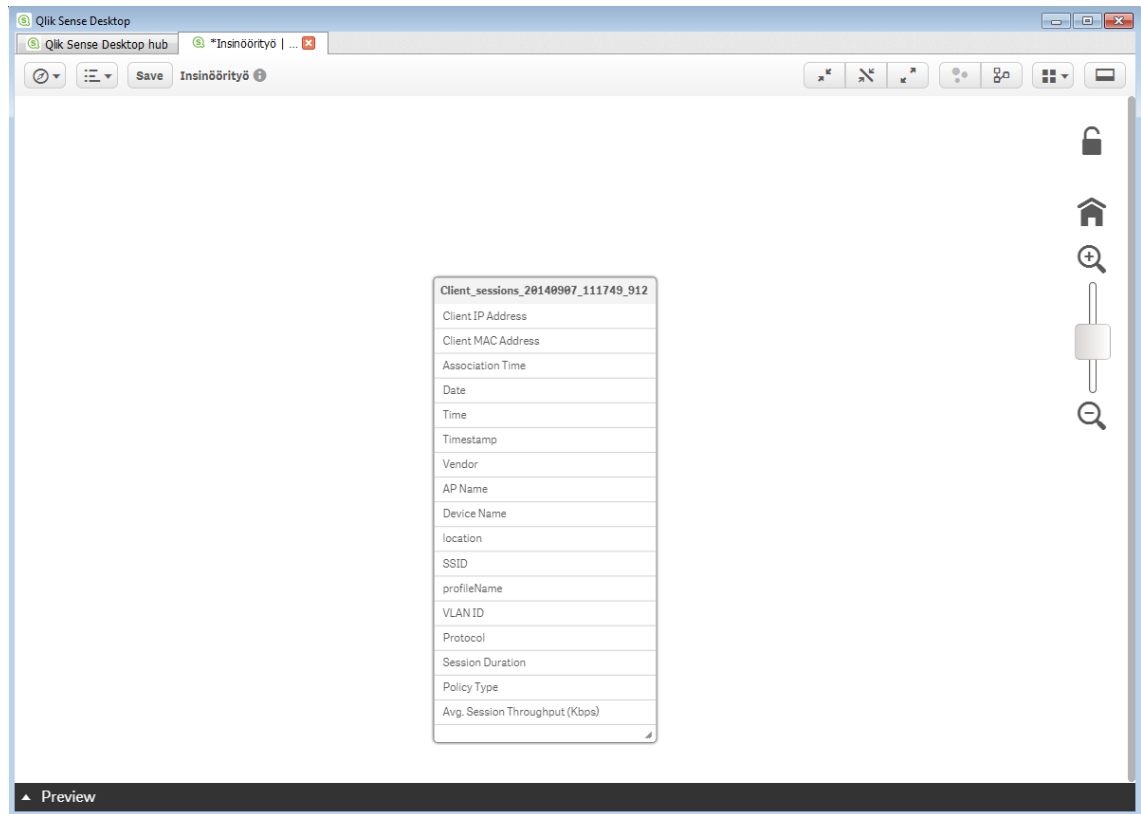 Qlik Sense Desktop
Qlik Sense Desktop hub
*Insinöörityö | ...
Save
Insinöörityö
Client_sessions_20140907_111749_912
Client IP Address
Client MAC Address
Association Time
Date
Time
Timestamp
Vendor
AP Name
Device Name
location
SSID
profileName
VLAN ID
Protocol
Session Duration
Policy Type
Avg. Session Throughput (Kbps)
Preview